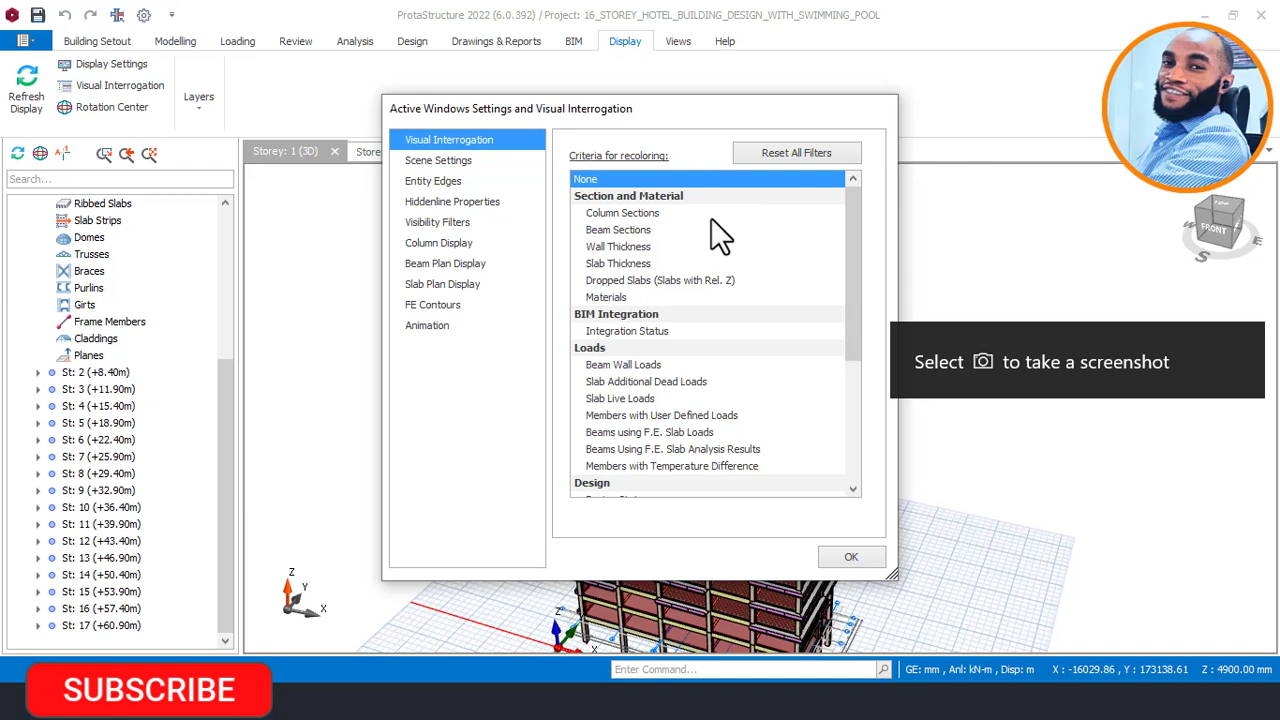 ProtaStructure 2022 (6.0.392) / Project: 16_STOREY_HOTEL_BUILDING_DESIGN_WITH_SWIMMING_POOL
Building Setout Modelling Loading Review Analysis Design Drawings & Reports BIM Display Views Help
Refresh Display
Display Settings
Visual Interrogation
Rotation Center
Layers
Storey: 1 (3D)
Store
Search...
Ribbed Slabs
Slab Strips
Domes
Trusses
Braces
Purlins
Girts
Frame Members
Claddings
Planes
St: 2 (+8.40m)
St: 3 (+11.90m)
St: 4 (+15.40m)
St: 5 (+18.90m)
St: 6 (+22.40m)
St: 7 (+25.90m)
St: 8 (+29.40m)
St: 9 (+32.90m)
St: 10 (+36.40m)
St: 11 (+39.90m)
St: 12 (+43.40m)
St: 13 (+46.90m)
St: 14 (+50.40m)
St: 15 (+53.90m)
St: 16 (+57.40m)
St: 17 (+60.90m)
Active Windows Settings and Visual Interrogation
Visual Interrogation
Scene Settings
Entity Edges
Hiddenline Properties
Visibility Filters
Column Display
Beam Plan Display
Slab Plan Display
FE Contours
Animation
Criteria for recoloring:
Reset All Filters
None
Section and Material
Column Sections
Beam Sections
Wall Thickness
Slab Thickness
Dropped Slabs (Slabs with Rel. Z)
Materials
BIM Integration
Integration Status
Loads
Beam Wall Loads
Slab Additional Dead Loads
Slab Live Loads
Members with User Defined Loads
Beams using F.E. Slab Loads
Beams Using F.E. Slab Analysis Results
Members with Temperature Difference
Design
OK
TOP
FRONT
S
Select to take a screenshot
Z
Y
X
Z
X
Enter Command...
GE: mm, Anl: kN-m, Disp: m
X : -16029.86 , Y : 173138.61
Z : 4900.00 mm
SUBSCRIBE